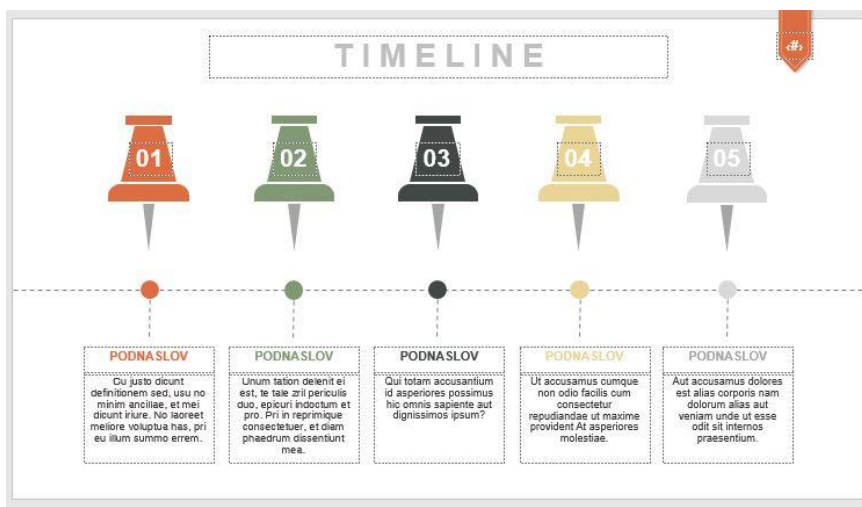 TIMELINE
‹#›
01
02
03
04
05
PODNASLOV
Cu justo dicunt
definitionem sed, usu no
minim ancillae, et mei
dicunt iriure. No laoreet
meliore voluptua has, pri
eu illum summo errem.
PODNASLOV
Unum tation delenit ei
est, te tale zril periculis
duo, epicuri indoctum et
pro. Pri in reprimique
consectetuer, et diam
phaedrum dissentiunt
mea.
PODNASLOV
Qui totam accusantium
id asperiores possimus
hic omnis sapiente aut
dignissimos ipsum?
PODNASLOV
Ut accusamus cumque
non odio facilis cum
consectetur
repudiandae ut maxime
provident At asperiores
molestiae.
PODNASLOV
Aut accusamus dolores
est alias corporis nam
dolorum alias aut
veniam unde ut esse
odit sit internos
praesentium.